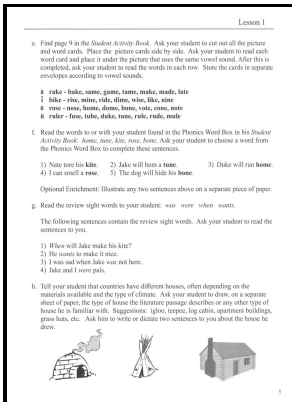 Lesson 1
e. Find page 9 in the Student Activity Book. Ask your student to cut out all the picture
and word cards. Place the picture cards side by side. Ask your student to read each
word card and place it under the picture that uses the same vowel sound. After this is
completed, ask your student to read the words in each row. Store the cards in separate
envelopes according to vowel sounds.
ā rake - bake, same, game, tame, make, made, late
ī bike - rise, mine, ride, dime, wise, like, nine
ō rose - nose, home, dome, bone, vote, cone, note
ū ruler - fuse, tube, duke, tune, rule, rude, mule
f. Read the words to or with your student found in the Phonics Word Box in his Student
Activity Book: home, tune, kite, rose, bone. Ask your student to choose a word from
the Phonics Word Box to complete these sentences.
1) Nate tore his kite. 2) Jake will hum a tune. 3) Duke will run home.
4) I can smell a rose. 5) The dog will hide his bone.
Optional Enrichment: Illustrate any two sentences above on a separate piece of paper.
g. Read the review sight words to your student: was were when wants.
The following sentences contain the review sight words. Ask your student to read the
sentences to you.
1) When will Jake make his kite?
2) He wants to make it nice.
3) I was sad when Jake was not here.
4) Jake and I were pals.
h. Tell your student that countries have different houses, often depending on the
materials available and the type of climate. Ask your student to draw, on a separate
sheet of paper, the type of house the literature passage describes or any other type of
house he is familiar with. Suggestions: igloo, teepee, log cabin, apartment buildings,
grass huts, etc. Ask him to write or dictate two sentences to you about the house he
drew.
5